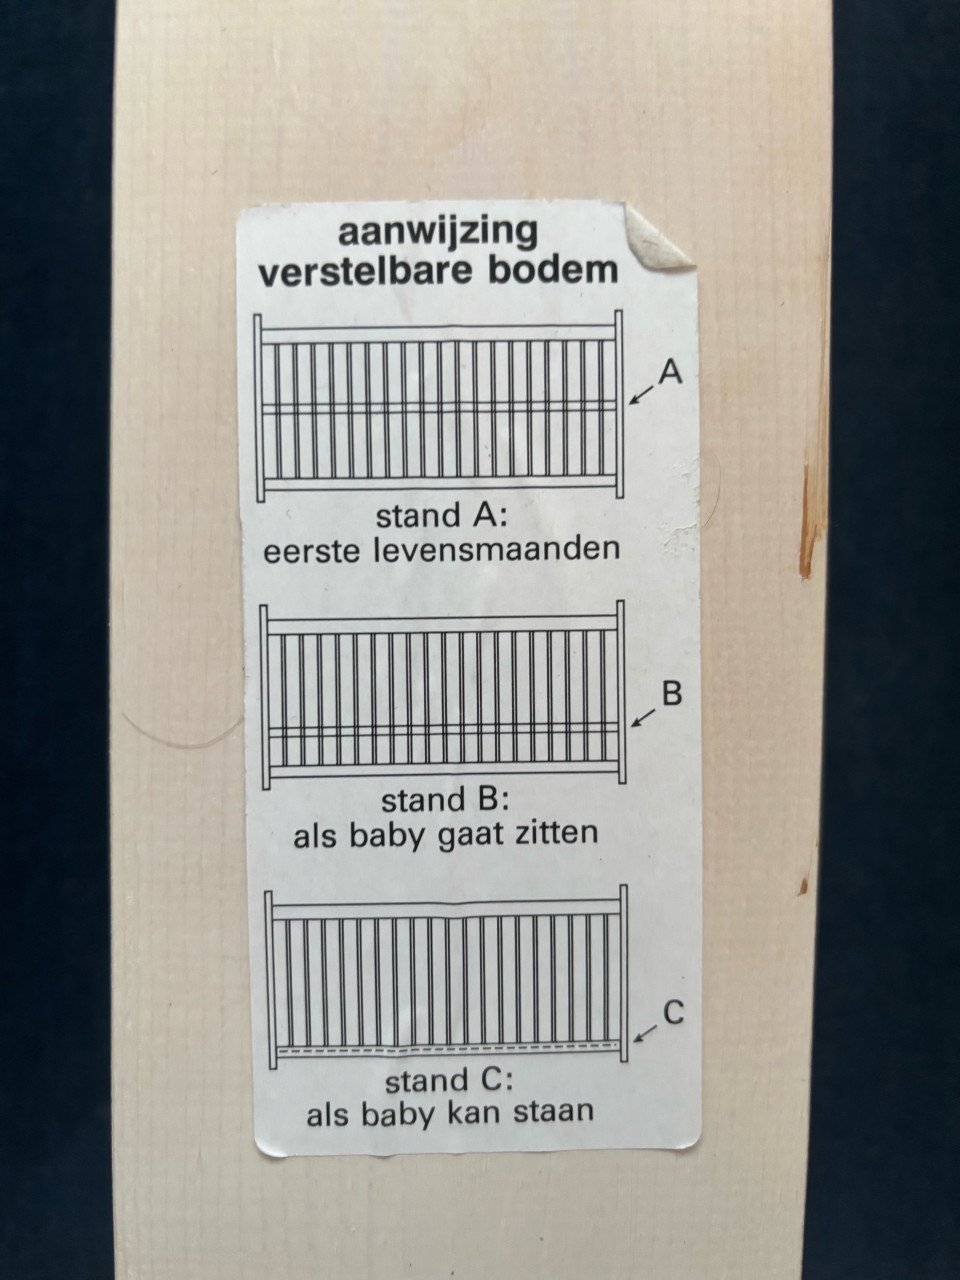 aanwijzing
verstelbare bodem
A
stand A:
eerste levensmaanden
B
stand B:
als baby gaat zitten
C
stand C:
als baby kan staan